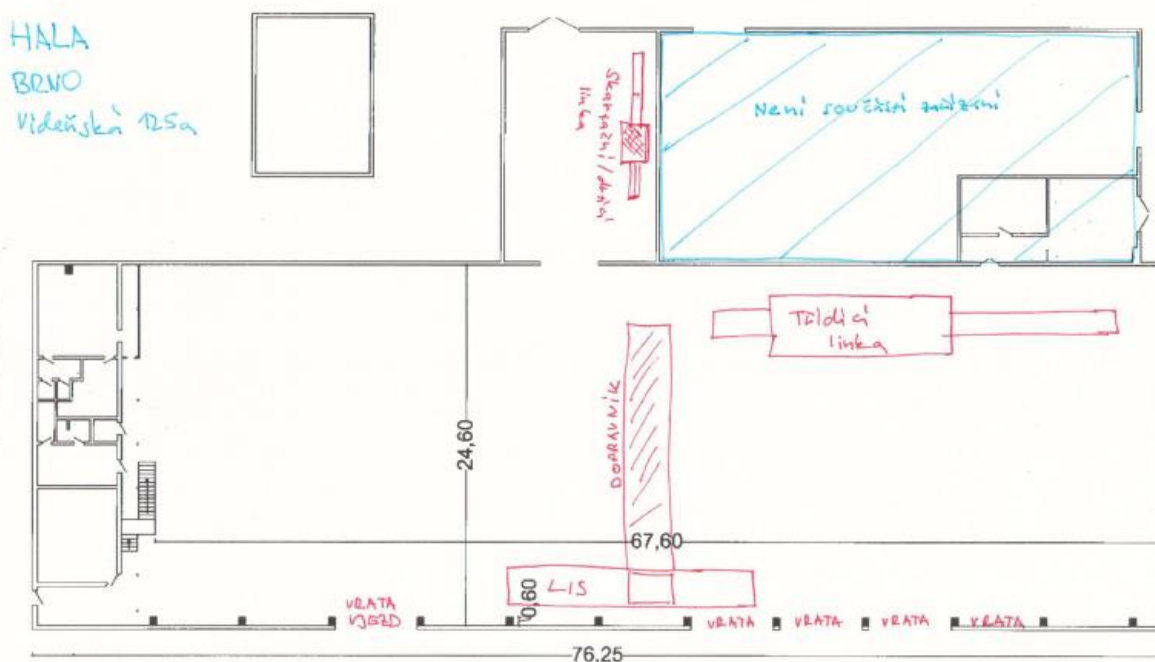 HALA
BRNO
Vídeňská 125a
Skartační / drtící
linka
Není součástí zařízení
Třídící
linka
DOPRAVNÍK
24,60
67,60
LIS
0,60
VRATA
VJEZD
VRATA
VRATA
VRATA
VRATA
76,25